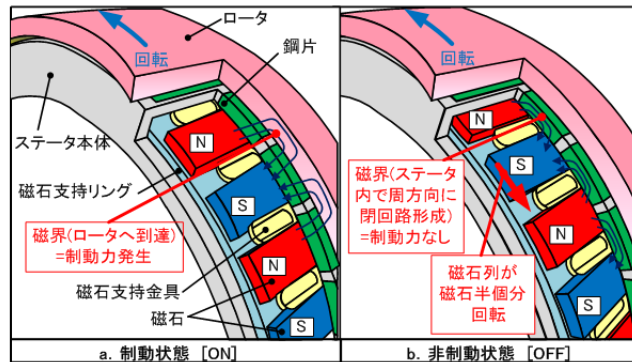 ロータ
回転
鋼片
ステータ本体
N
磁石支持リング
S
磁界(ロータへ到達)
=制動力発生
N
磁石支持金具
磁石
S
a. 制動状態 [ON]
回転
N
S
磁界(ステータ
内で周方向に
閉回路形成)
=制動力なし
N
磁石列が
磁石半個分
回転
S
b. 非制動状態 [OFF]